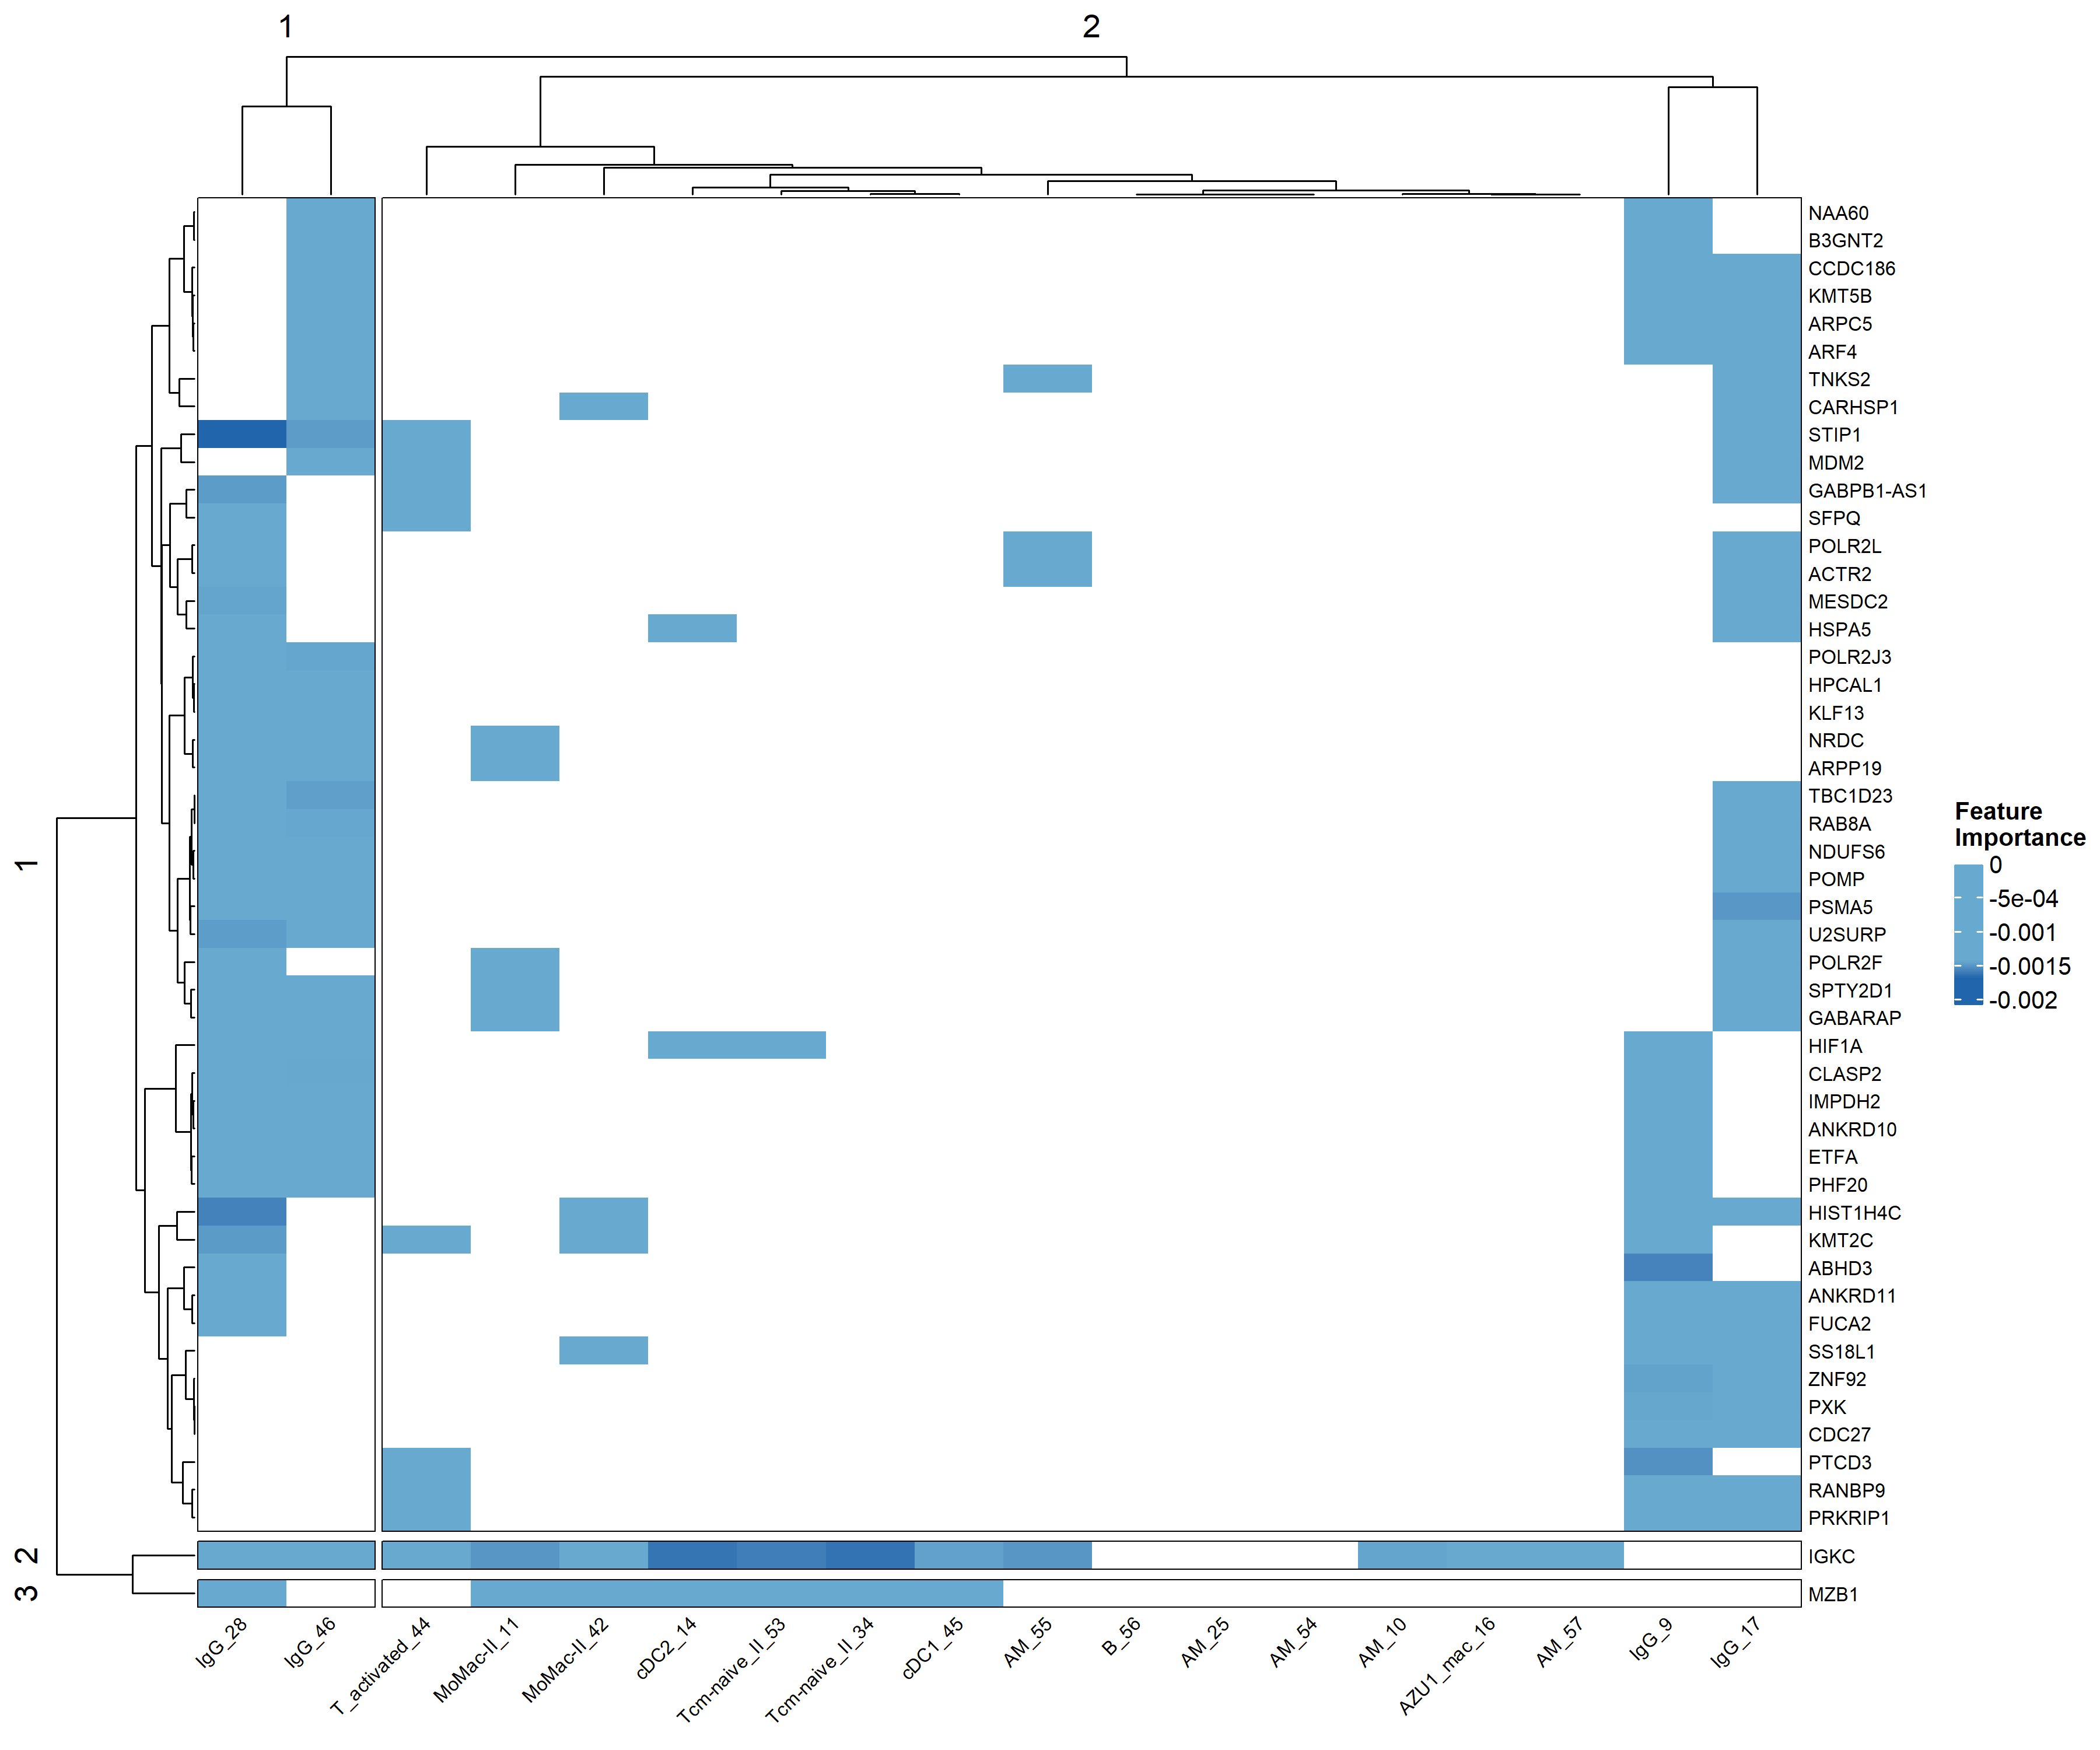 1
2
NAA60
B3GNT2
CCDC186
KMT5B
ARPC5
ARF4
TNKS2
CARHSP1
STIP1
MDM2
GABPB1-AS1
SFPQ
POLR2L
ACTR2
MESDC2
HSPA5
POLR2J3
HPCAL1
KLF13
NRDC
ARPP19
TBC1D23
RAB8A
NDUFS6
POMP
PSMA5
U2SURP
POLR2F
SPTY2D1
GABARAP
HIF1A
CLASP2
IMPDH2
ANKRD10
ETFA
PHF20
HIST1H4C
KMT2C
ABHD3
ANKRD11
FUCA2
SS18L1
ZNF92
PXK
CDC27
PTCD3
RANBP9
PRKRIP1
IGKC
MZB1
1
2
3
IgG_28
IgG_46
T_activated_44
MoMac-II_11
MoMac-II_42
cDC2_14
Tcm-naive_II_53
Tcm-naive_II_34
cDC1_45
AM_55
B_56
AM_25
AM_54
AM_10
AZU1_mac_16
AM_57
IgG_9
IgG_17
Feature
Importance
0
-5e-04
-0.001
-0.0015
-0.002